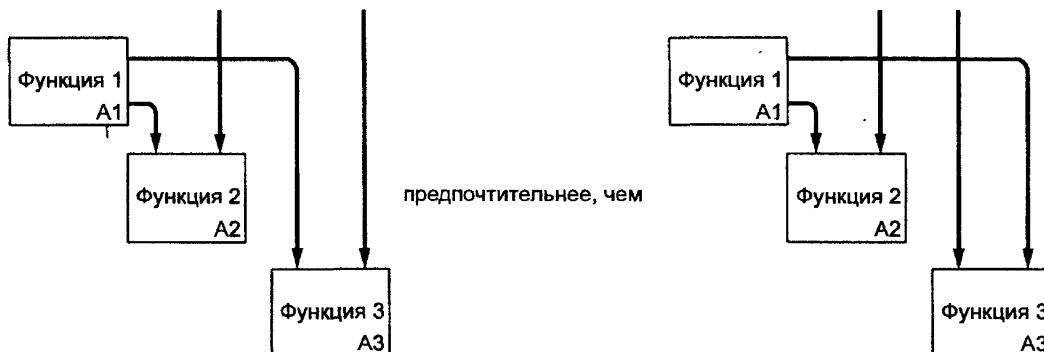 Функция 1
A1
Функция 2
A2
Функция 3
A3
предпочтительнее, чем
Функция 1
A1
Функция 2
A2
Функция 3
A3